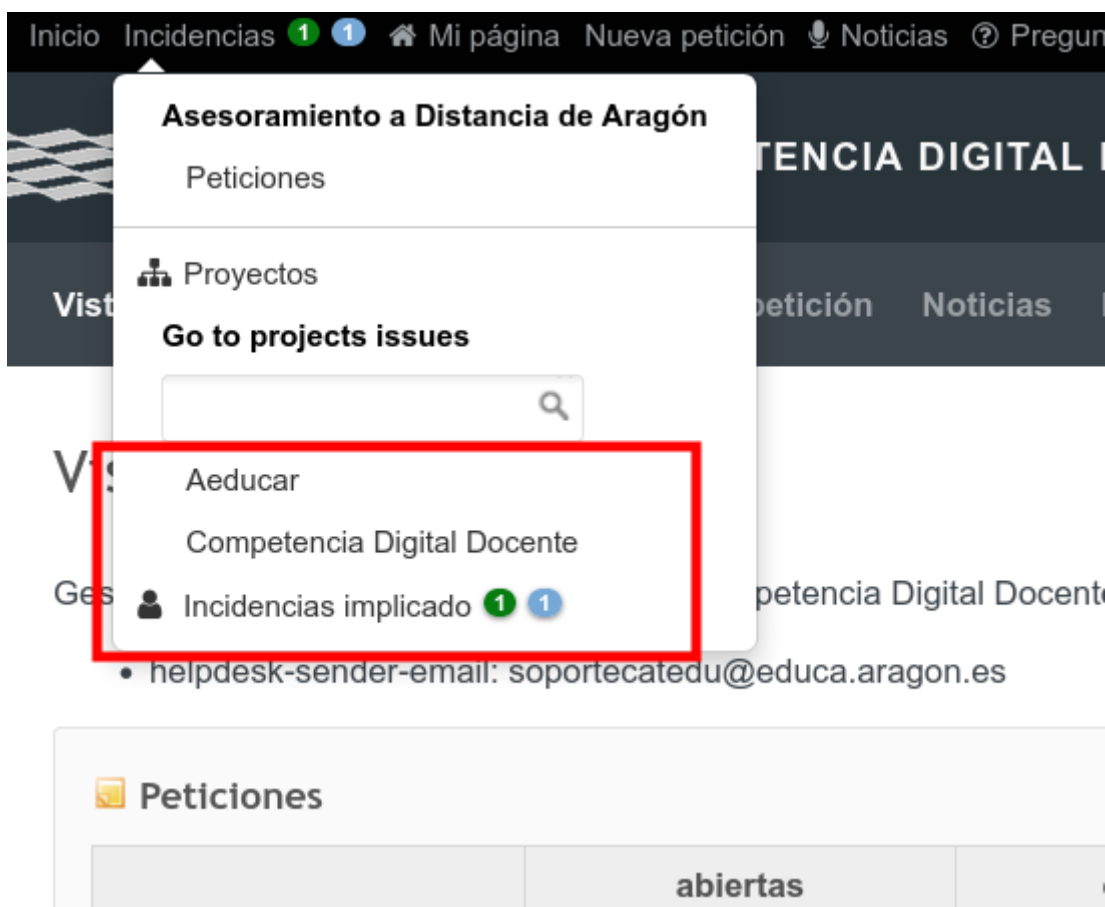 Inicio Incidencias 1 1 Mi página Nueva petición Noticias Pregun
Asesoramiento a Distancia de Aragón
TENCIA DIGITAL
Peticiones
Proyectos
Vist petición Noticias
Go to projects issues
Aeducar
Competencia Digital Docente
Ges petencia Digital Docente
Incidencias implicado 1 1
helpdesk-sender-email: soportecatedu@educa.aragon.es
Peticiones
abiertas